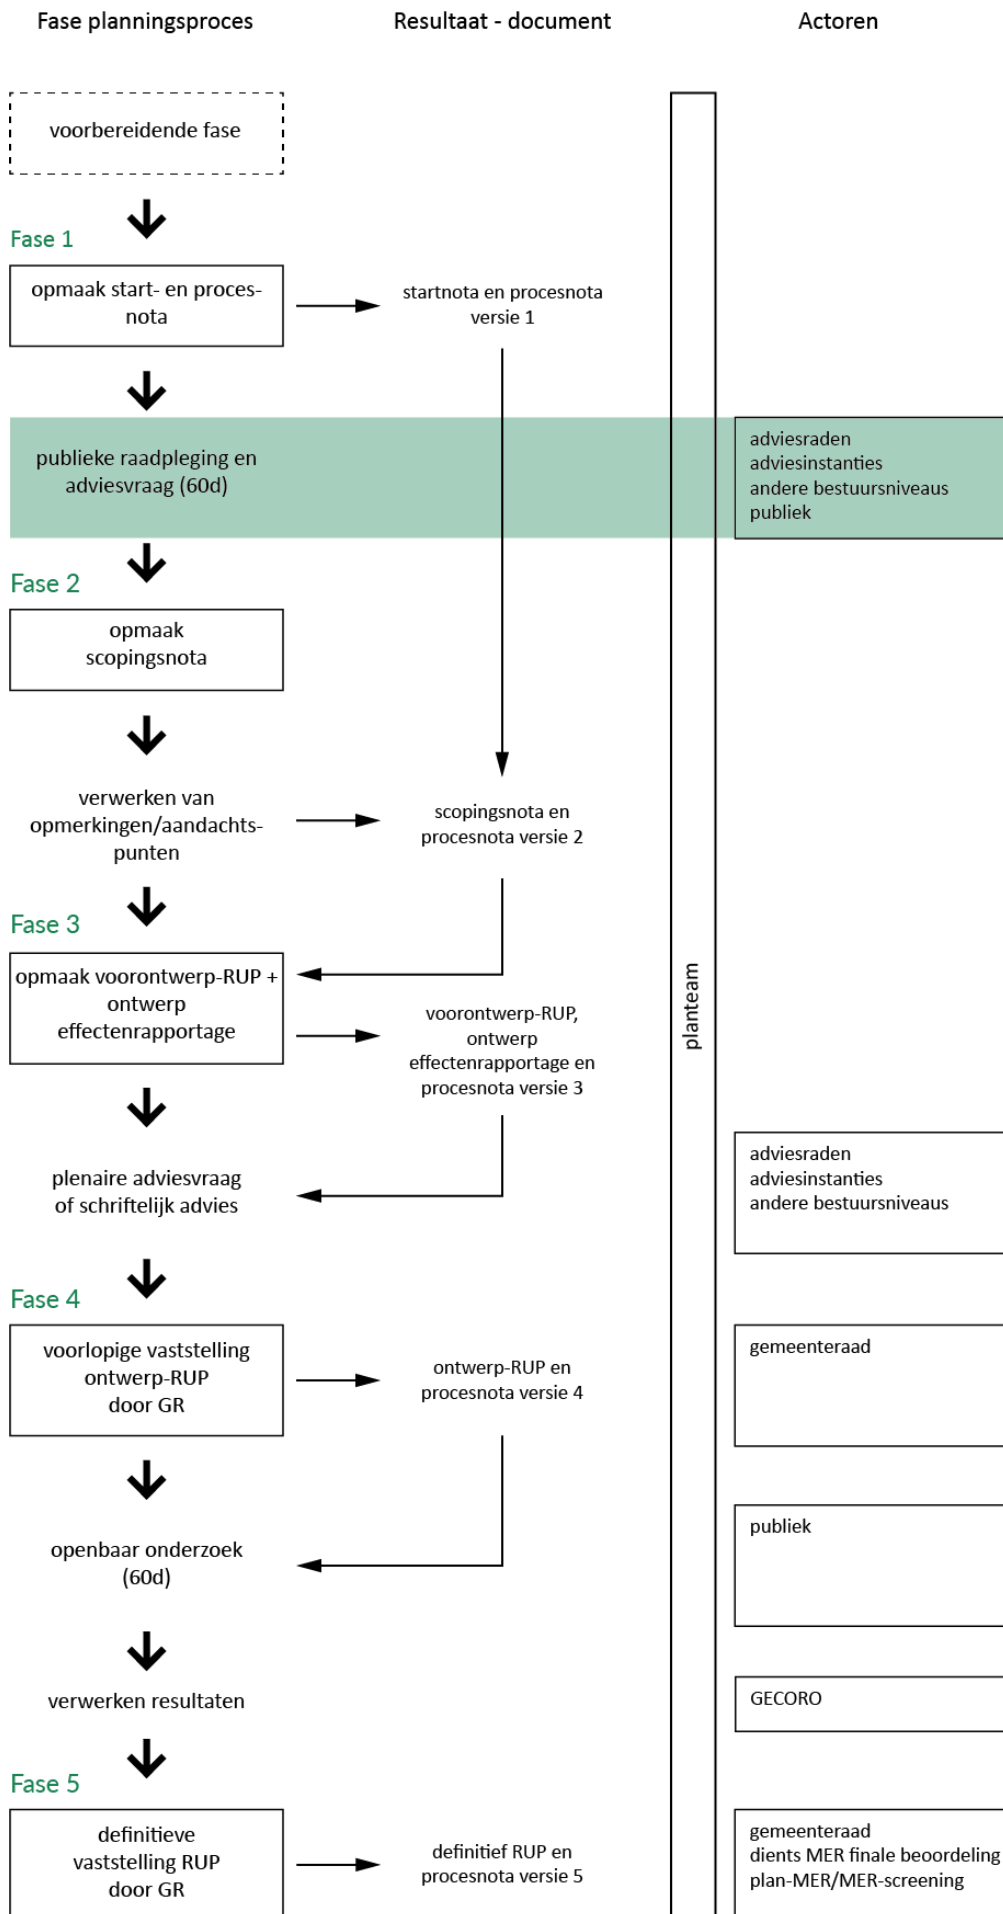 Fase planningsproces
Resultaat - document
Actoren
voorbereidende fase
Fase 1
opmaak start- en proces-
nota
startnota en procesnota
versie 1
publieke raadpleging en
adviesvraag (60d)
adviesraden
adviesinstanties
andere bestuursniveaus
publiek
Fase 2
opmaak
scopingsnota
verwerken van
opmerkingen/aandachts-
punten
scopingsnota en
procesnota versie 2
Fase 3
opmaak voorontwerp-RUP +
ontwerp
effectenrapportage
voorontwerp-RUP,
ontwerp
effectenrapportage en
procesnota versie 3
planteam
plenaire adviesvraag
of schriftelijk advies
adviesraden
adviesinstanties
andere bestuursniveaus
Fase 4
voorlopige vaststelling
ontwerp-RUP
door GR
ontwerp-RUP en
procesnota versie 4
gemeenteraad
openbaar onderzoek
(60d)
publiek
verwerken resultaten
GECORO
Fase 5
definitieve
vaststelling RUP
door GR
definitief RUP en
procesnota versie 5
gemeenteraad
dients MER finale beoordeling
plan-MER/MER-screening